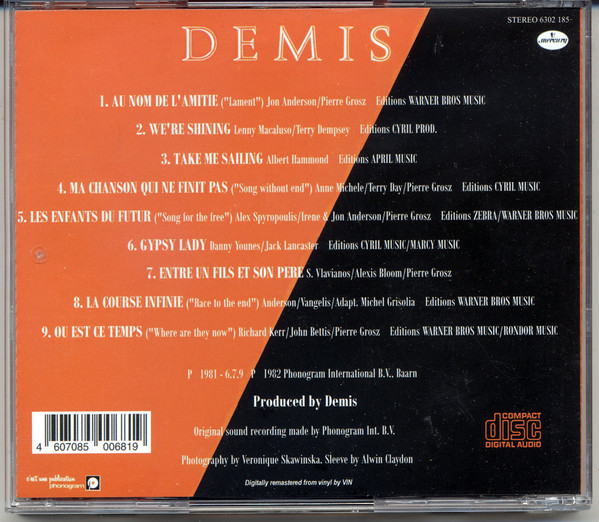 STEREO 6302 185-
DEMIS
mercury
1. AU NOM DE L'AMITIE ("Lament") Jon Anderson/Pierre Grosz Editions WARNER BROS MUSIC
2. WE'RE SHINING Lenny Macaluso/Terry Dempsey Editions CYRIL PROD.
3. TAKE ME SAILING Albert Hammond Editions APRIL MUSIC
4. MA CHANSON QUI NE FINIT PAS ("Song without end") Anne Michele/Terry Day/Pierre Grosz Editions CYRIL MUSIC
5. LES ENFANTS DU FUTUR ("Song for the free") Alex Spyropoulis/Irene & Jon Anderson/Pierre Grosz Editions ZEBRA/WARNER BROS MUSIC
6. GYPSY LADY Danny Younes/Jack Lancaster Editions CYRIL MUSIC/MARCY MUSIC
7. ENTRE UN FILS ET SON PERE S. Vlavianos/Alexis Bloom/Pierre Grosz
8. LA COURSE INFINIE ("Race to the end") Anderson/Vangelis/Adapt. Michel Grisolia Editions WARNER BROS MUSIC
9. OU EST CE TEMPS ("Where are they now") Richard Kerr/John Bettis/Pierre Grosz Editions WARNER BROS MUSIC/RONDOR MUSIC
P 1981 - 6.7.9 P 1982 Phonogram International B.V., Baarn
Produced by Demis
Original sound recording made by Phonogram Int. B.V.
Photography by Veronique Skawinska. Sleeve by Alwin Claydon
Digitally remastered from vinyl by VIN
4 607085 006819
c'est une publication
phonogram
COMPACT
disc
DIGITAL AUDIO